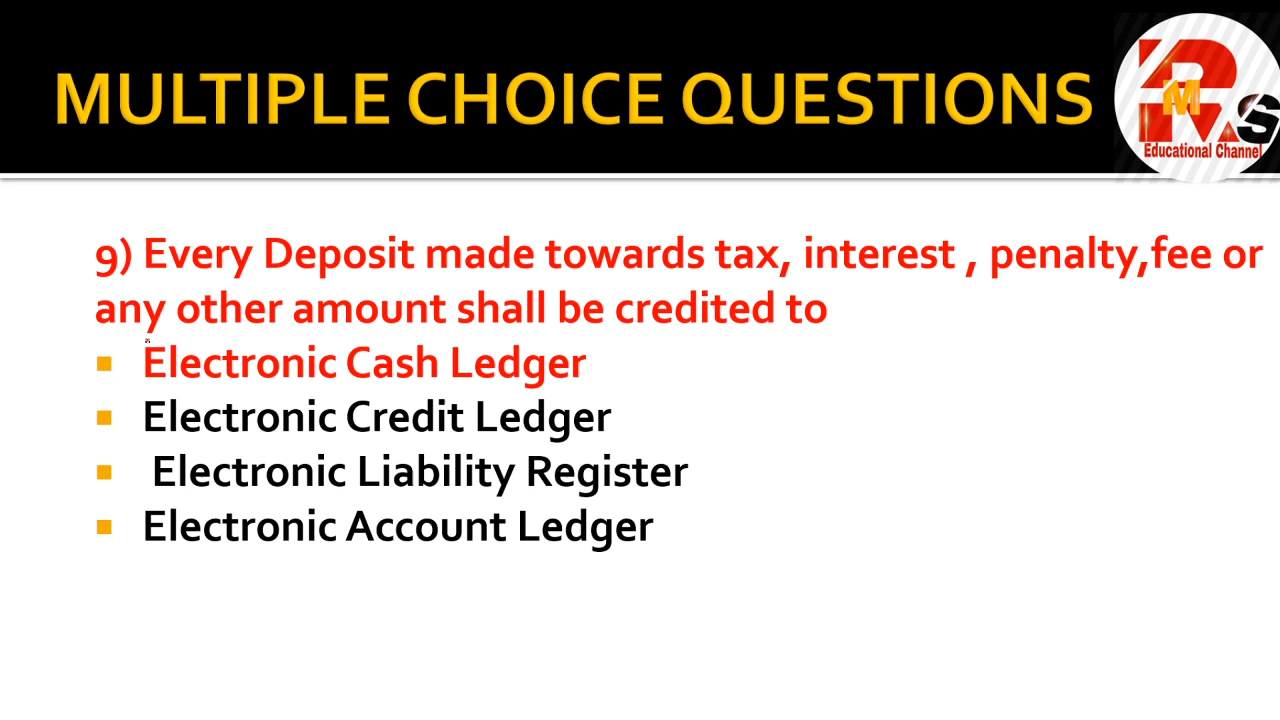 MULTIPLE CHOICE QUESTIONS
M
S
Educational Channel
9) Every Deposit made towards tax, interest , penalty,fee or
any other amount shall be credited to
Electronic Cash Ledger
Electronic Credit Ledger
Electronic Liability Register
Electronic Account Ledger